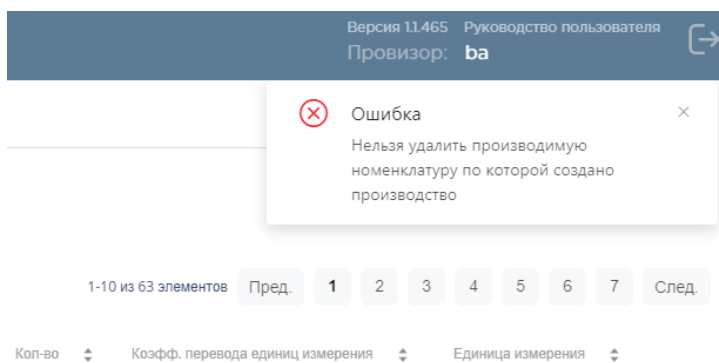 Версия 1.1.465 Руководство пользователя
Провизор: ba
Ошибка
Нельзя удалить производимую
номенклатуру по которой создано
производство
1-10 из 63 элементов Пред. 1 2 3 4 5 6 7 След.
Кол-во Коэфф. перевода единиц измерения Единица измерения